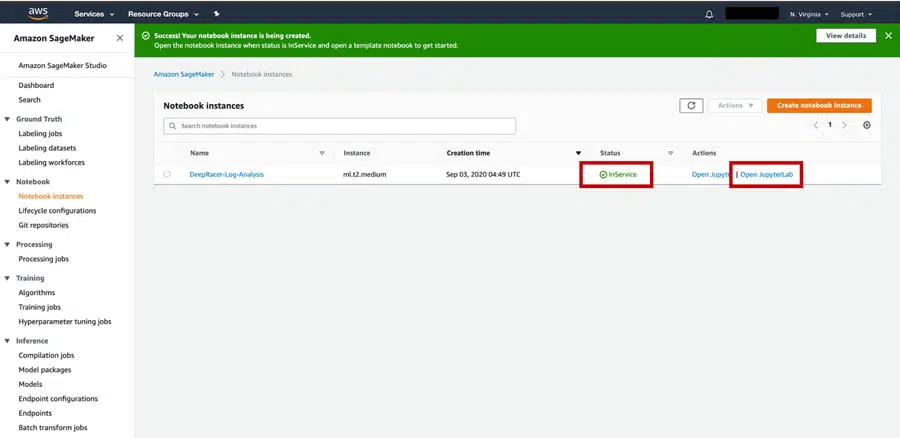 aws
Services
Resource Groups
N. Virginia
Support
Amazon SageMaker
Amazon SageMaker Studio
Dashboard
Search
Ground Truth
Labeling jobs
Labeling datasets
Labeling workforces
Notebook
Notebook instances
Lifecycle configurations
Git repositories
Processing
Processing jobs
Training
Algorithms
Training jobs
Hyperparameter tuning jobs
Inference
Compilation jobs
Model packages
Models
Endpoint configurations
Endpoints
Batch transform jobs
Success! Your notebook instance is being created.
Open the notebook instance when status is InService and open a template notebook to get started.
View details
Amazon SageMaker > Notebook instances
Notebook instances
Actions
Create notebook instance
Search notebook instances
1
Name Instance Creation time Status Actions
DeepRacer-Log-Analysis ml.t2.medium Sep 03, 2020 04:49 UTC InService Open Jupyter | Open JupyterLab